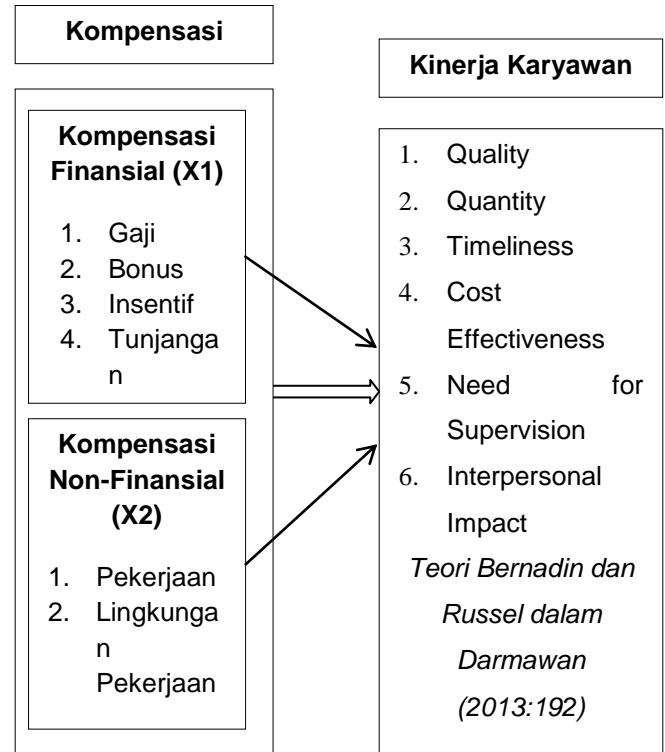 Kompensasi
Kompensasi
Finansial (X1)
1. Gaji
2. Bonus
3. Insentif
4. Tunjanga
n
Kompensasi
Non-Finansial
(X2)
1. Pekerjaan
2. Lingkunga
n
Pekerjaan
Kinerja Karyawan
1. Quality
2. Quantity
3. Timeliness
4. Cost
Effectiveness
5. Need for
Supervision
6. Interpersonal
Impact
Teori Bernadin dan
Russel dalam
Darmawan
(2013:192)